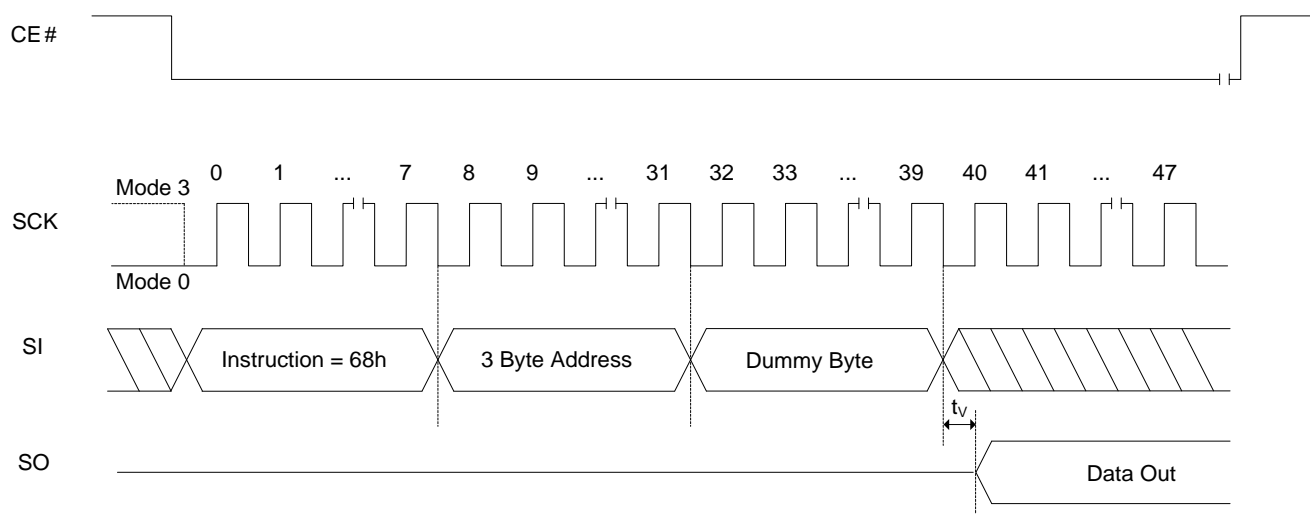 CE#
0 1 ... 7 8 9 ... 31 32 33 ... 39 40 41 ... 47
Mode 3
SCK
Mode 0
SI
Instruction = 68h
3 Byte Address
Dummy Byte
tV
SO
Data Out